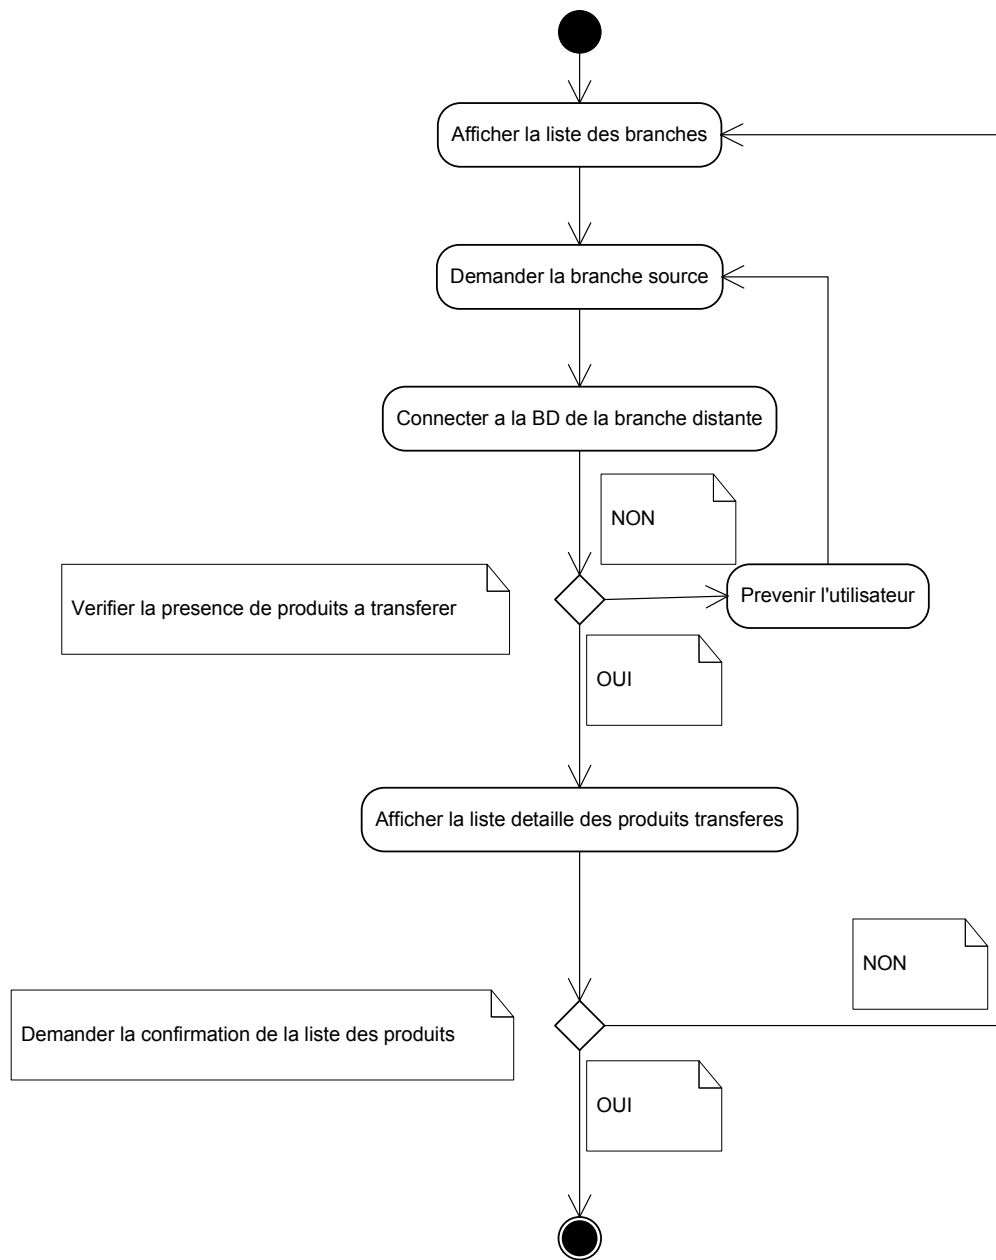 Afficher la liste des branches
Demander la branche source
Connecter a la BD de la branche distante
NON
Verifier la presence de produits a transferer
Prevenir l'utilisateur
OUI
Afficher la liste detaille des produits transferes
NON
Demander la confirmation de la liste des produits
OUI